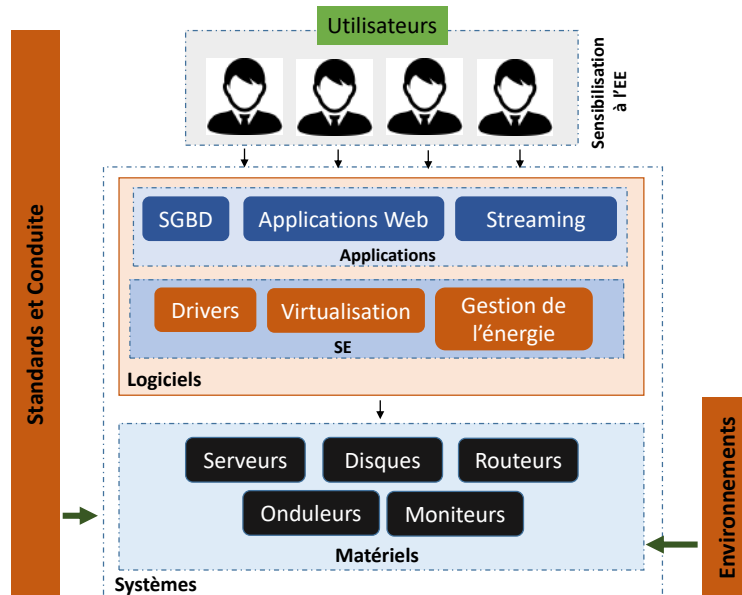 Utilisateurs
Sensibilisation
à l'EE
Standards et Conduite
SGBD
Applications Web
Streaming
Applications
Drivers
Virtualisation
Gestion de
l'énergie
SE
Logiciels
Serveurs
Disques
Routeurs
Onduleurs
Moniteurs
Matériels
Systèmes
Environnements